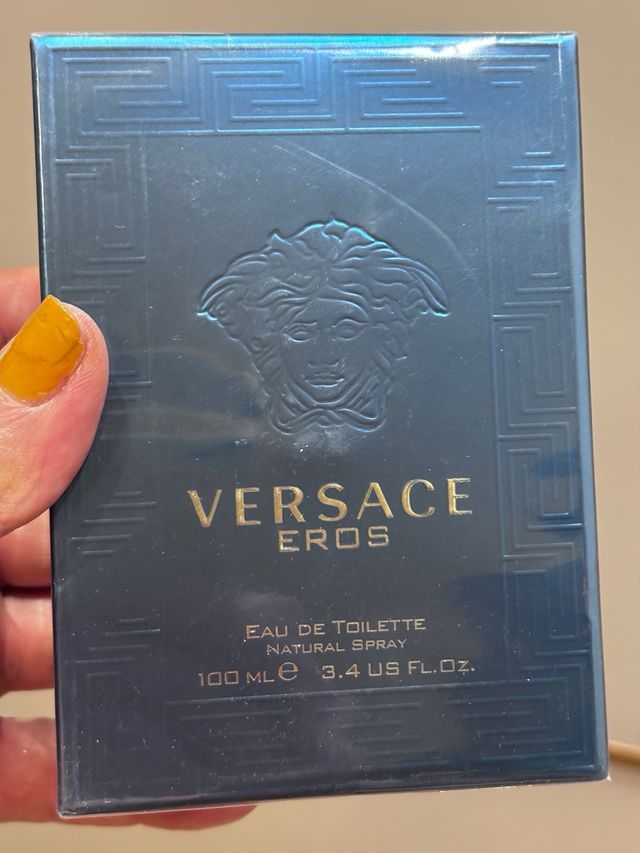 VERSACE
EROS
EAU DE TOILETTE
NATURAL SPRAY
100 ML e 3.4 US FL.OZ.